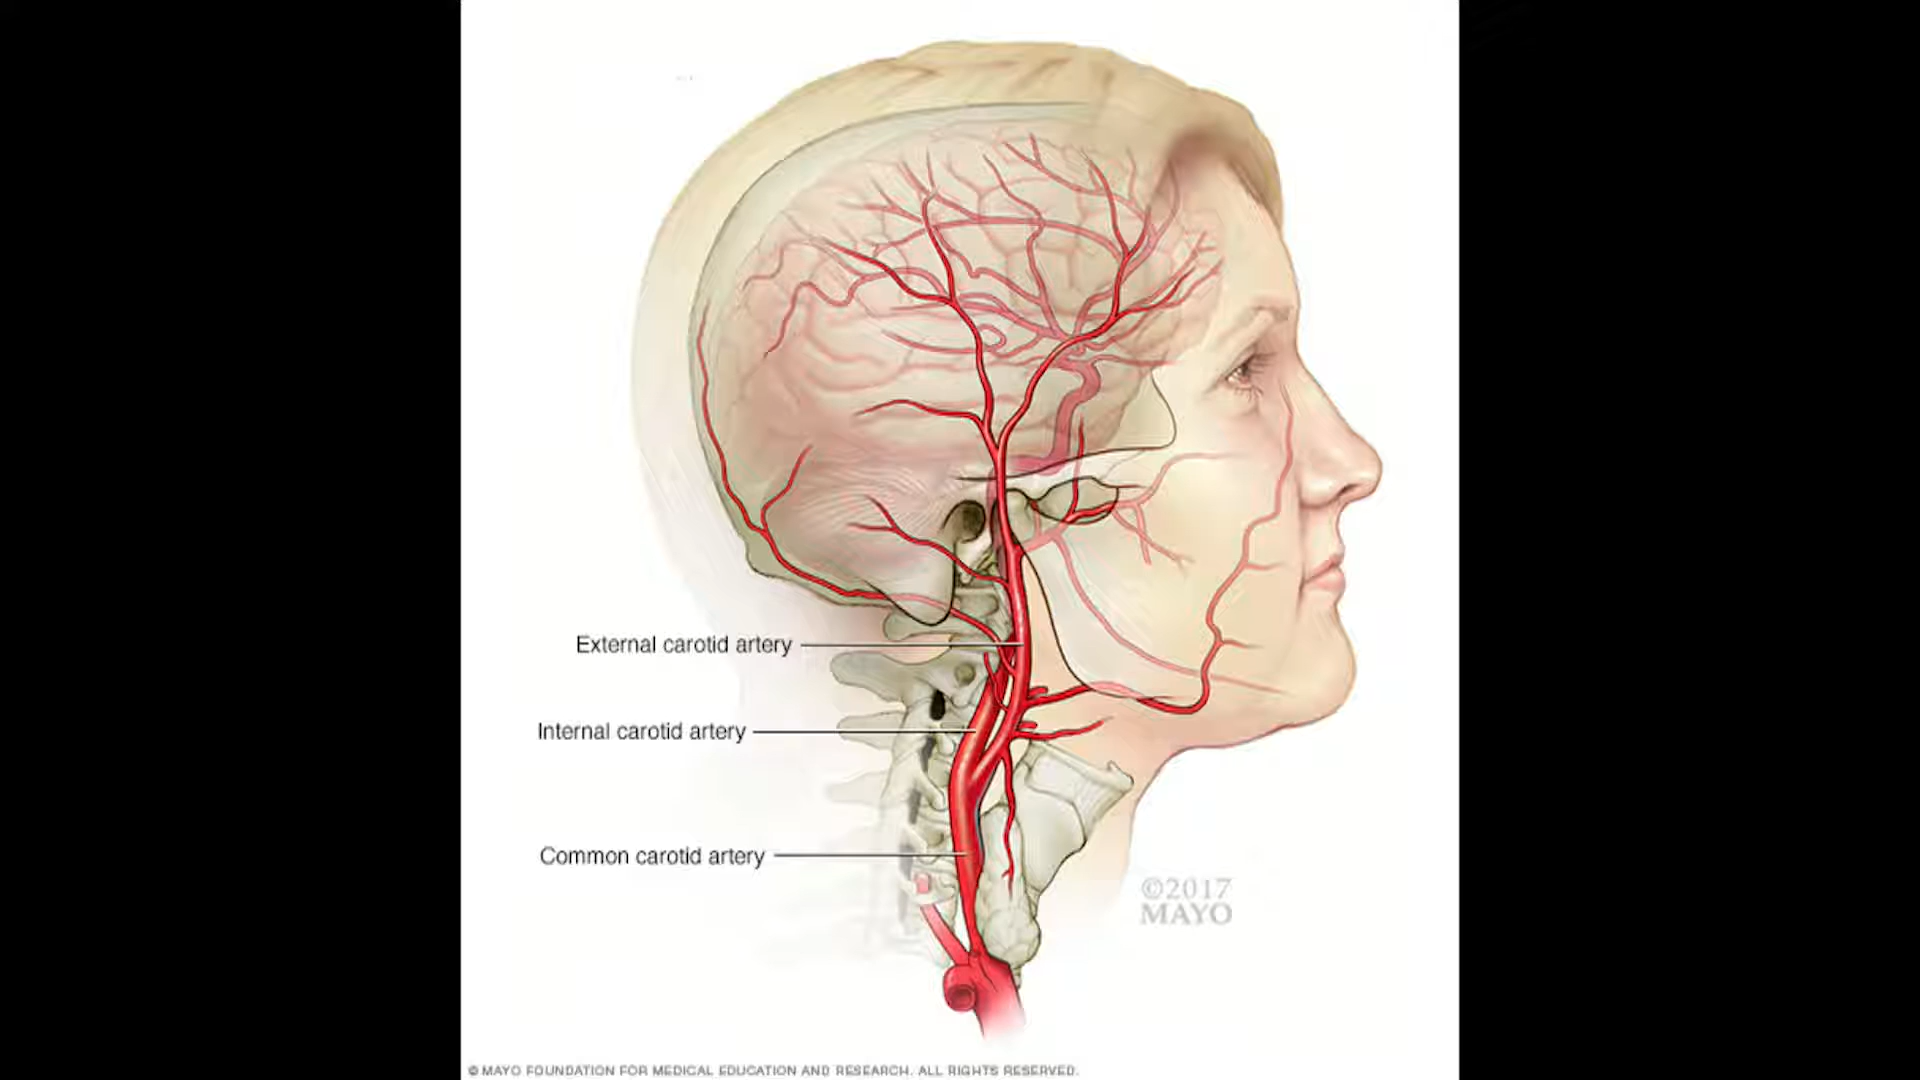 External carotid artery
Internal carotid artery
Common carotid artery
©2017
MAYO
© MAYO FOUNDATION FOR MEDICAL EDUCATION AND RESEARCH. ALL RIGHTS RESERVED.